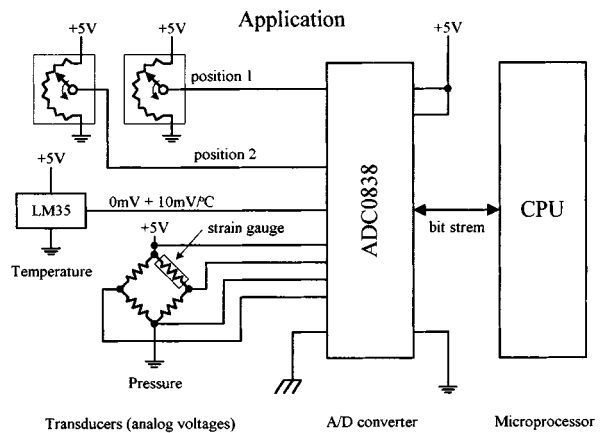 Application
+5V
+5V
+5V
position 1
position 2
+5V
LM35
0mV + 10mV/ºC
Temperature
+5V
strain gauge
Pressure
ADC0838
bit strem
CPU
Transducers (analog voltages)
A/D converter
Microprocessor